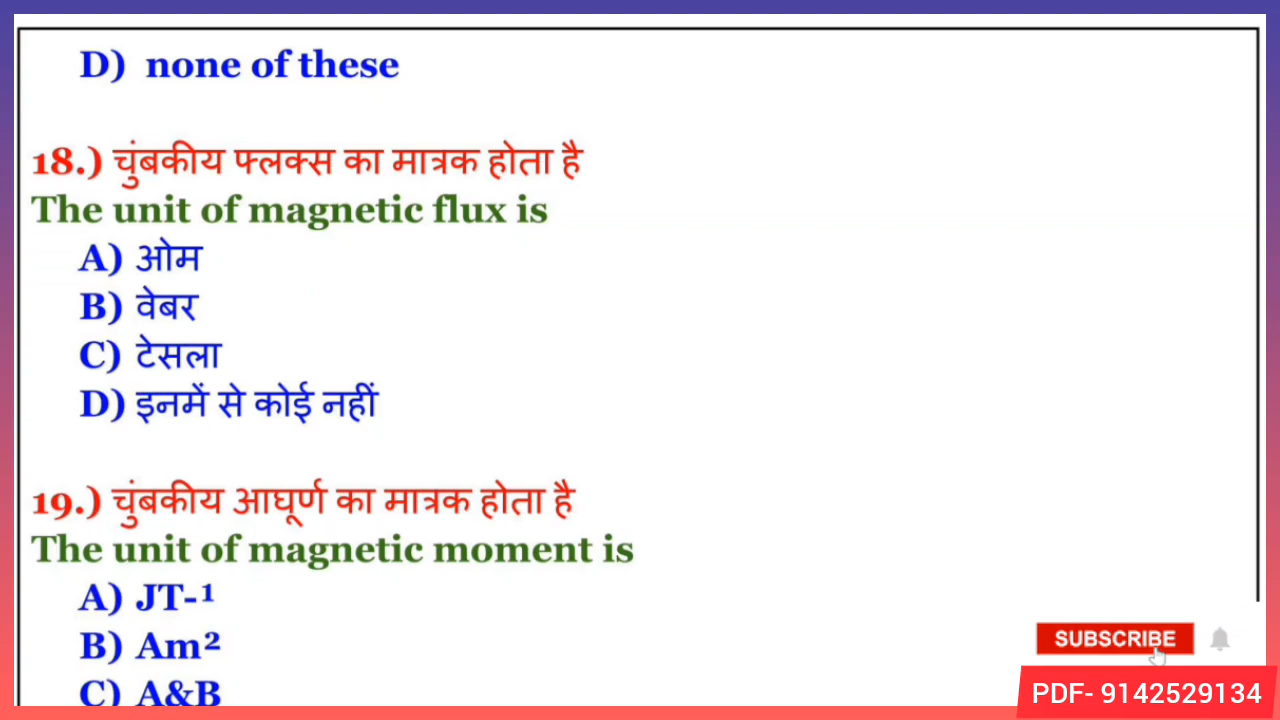 D) none of these
18.) चुंबकीय फ्लक्स का मात्रक होता है
The unit of magnetic flux is
A) ओम
B) वेबर
C) टेसला
D) इनमें से कोई नहीं
19.) चुंबकीय आघूर्ण का मात्रक होता है
The unit of magnetic moment is
A) JT-¹
B) Am²
C) A&B
SUBSCRIBE
PDF- 9142529134